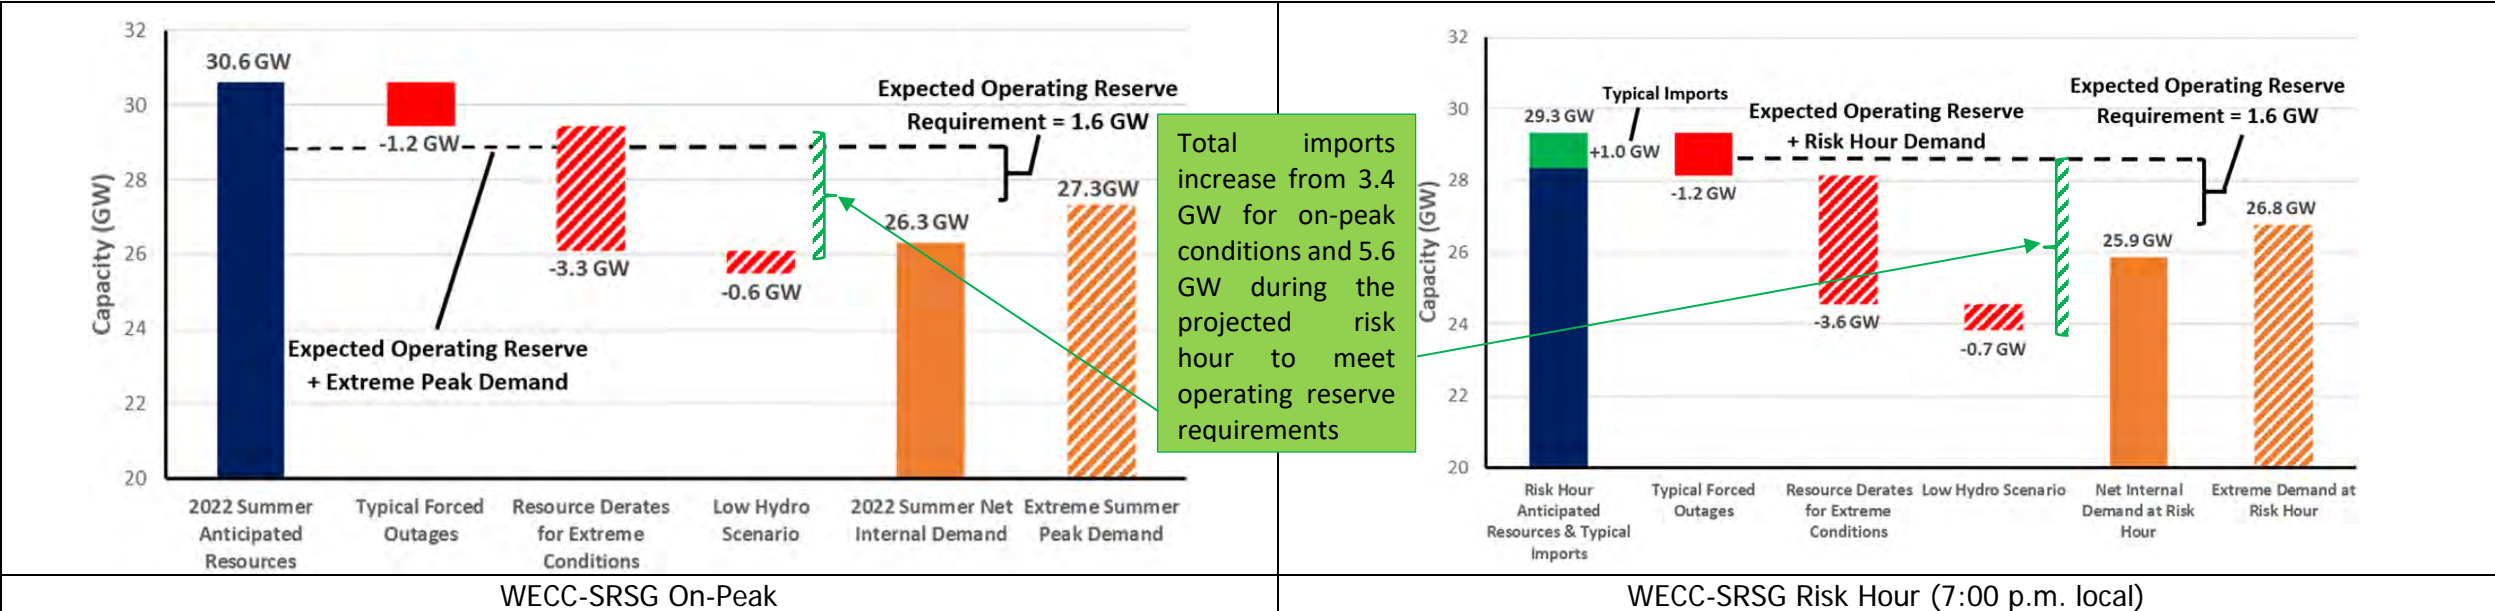 32
30
28
26
24
22
20
Capacity (GW)
30.6 GW
-1.2 GW
-3.3 GW
-0.6 GW
26.3 GW
27.3GW
Expected Operating Reserve
Requirement = 1.6 GW
Expected Operating Reserve
+ Extreme Peak Demand
2022 Summer
Anticipated
Resources
Typical Forced
Outages
Resource Derates
for Extreme
Conditions
Low Hydro
Scenario
2022 Summer Net
Internal Demand
Extreme Summer
Peak Demand
WECC-SRSG On-Peak
Total imports
increase from 3.4
GW for on-peak
conditions and 5.6
GW during the
projected risk
hour to meet
operating reserve
requirements
32
30
28
26
24
22
20
Capacity (GW)
29.3 GW
Typical Imports
+1.0 GW
-1.2 GW
-3.6 GW
-0.7 GW
25.9 GW
26.8 GW
Expected Operating Reserve
+ Risk Hour Demand
Expected Operating Reserve
Requirement = 1.6 GW
Risk Hour
Anticipated
Resources & Typical
Imports
Typical Forced
Outages
Resource Derates
for Extreme
Conditions
Low Hydro Scenario
Net Internal
Demand at Risk
Hour
Extreme Demand at
Risk Hour
WECC-SRSG Risk Hour (7:00 p.m. local)